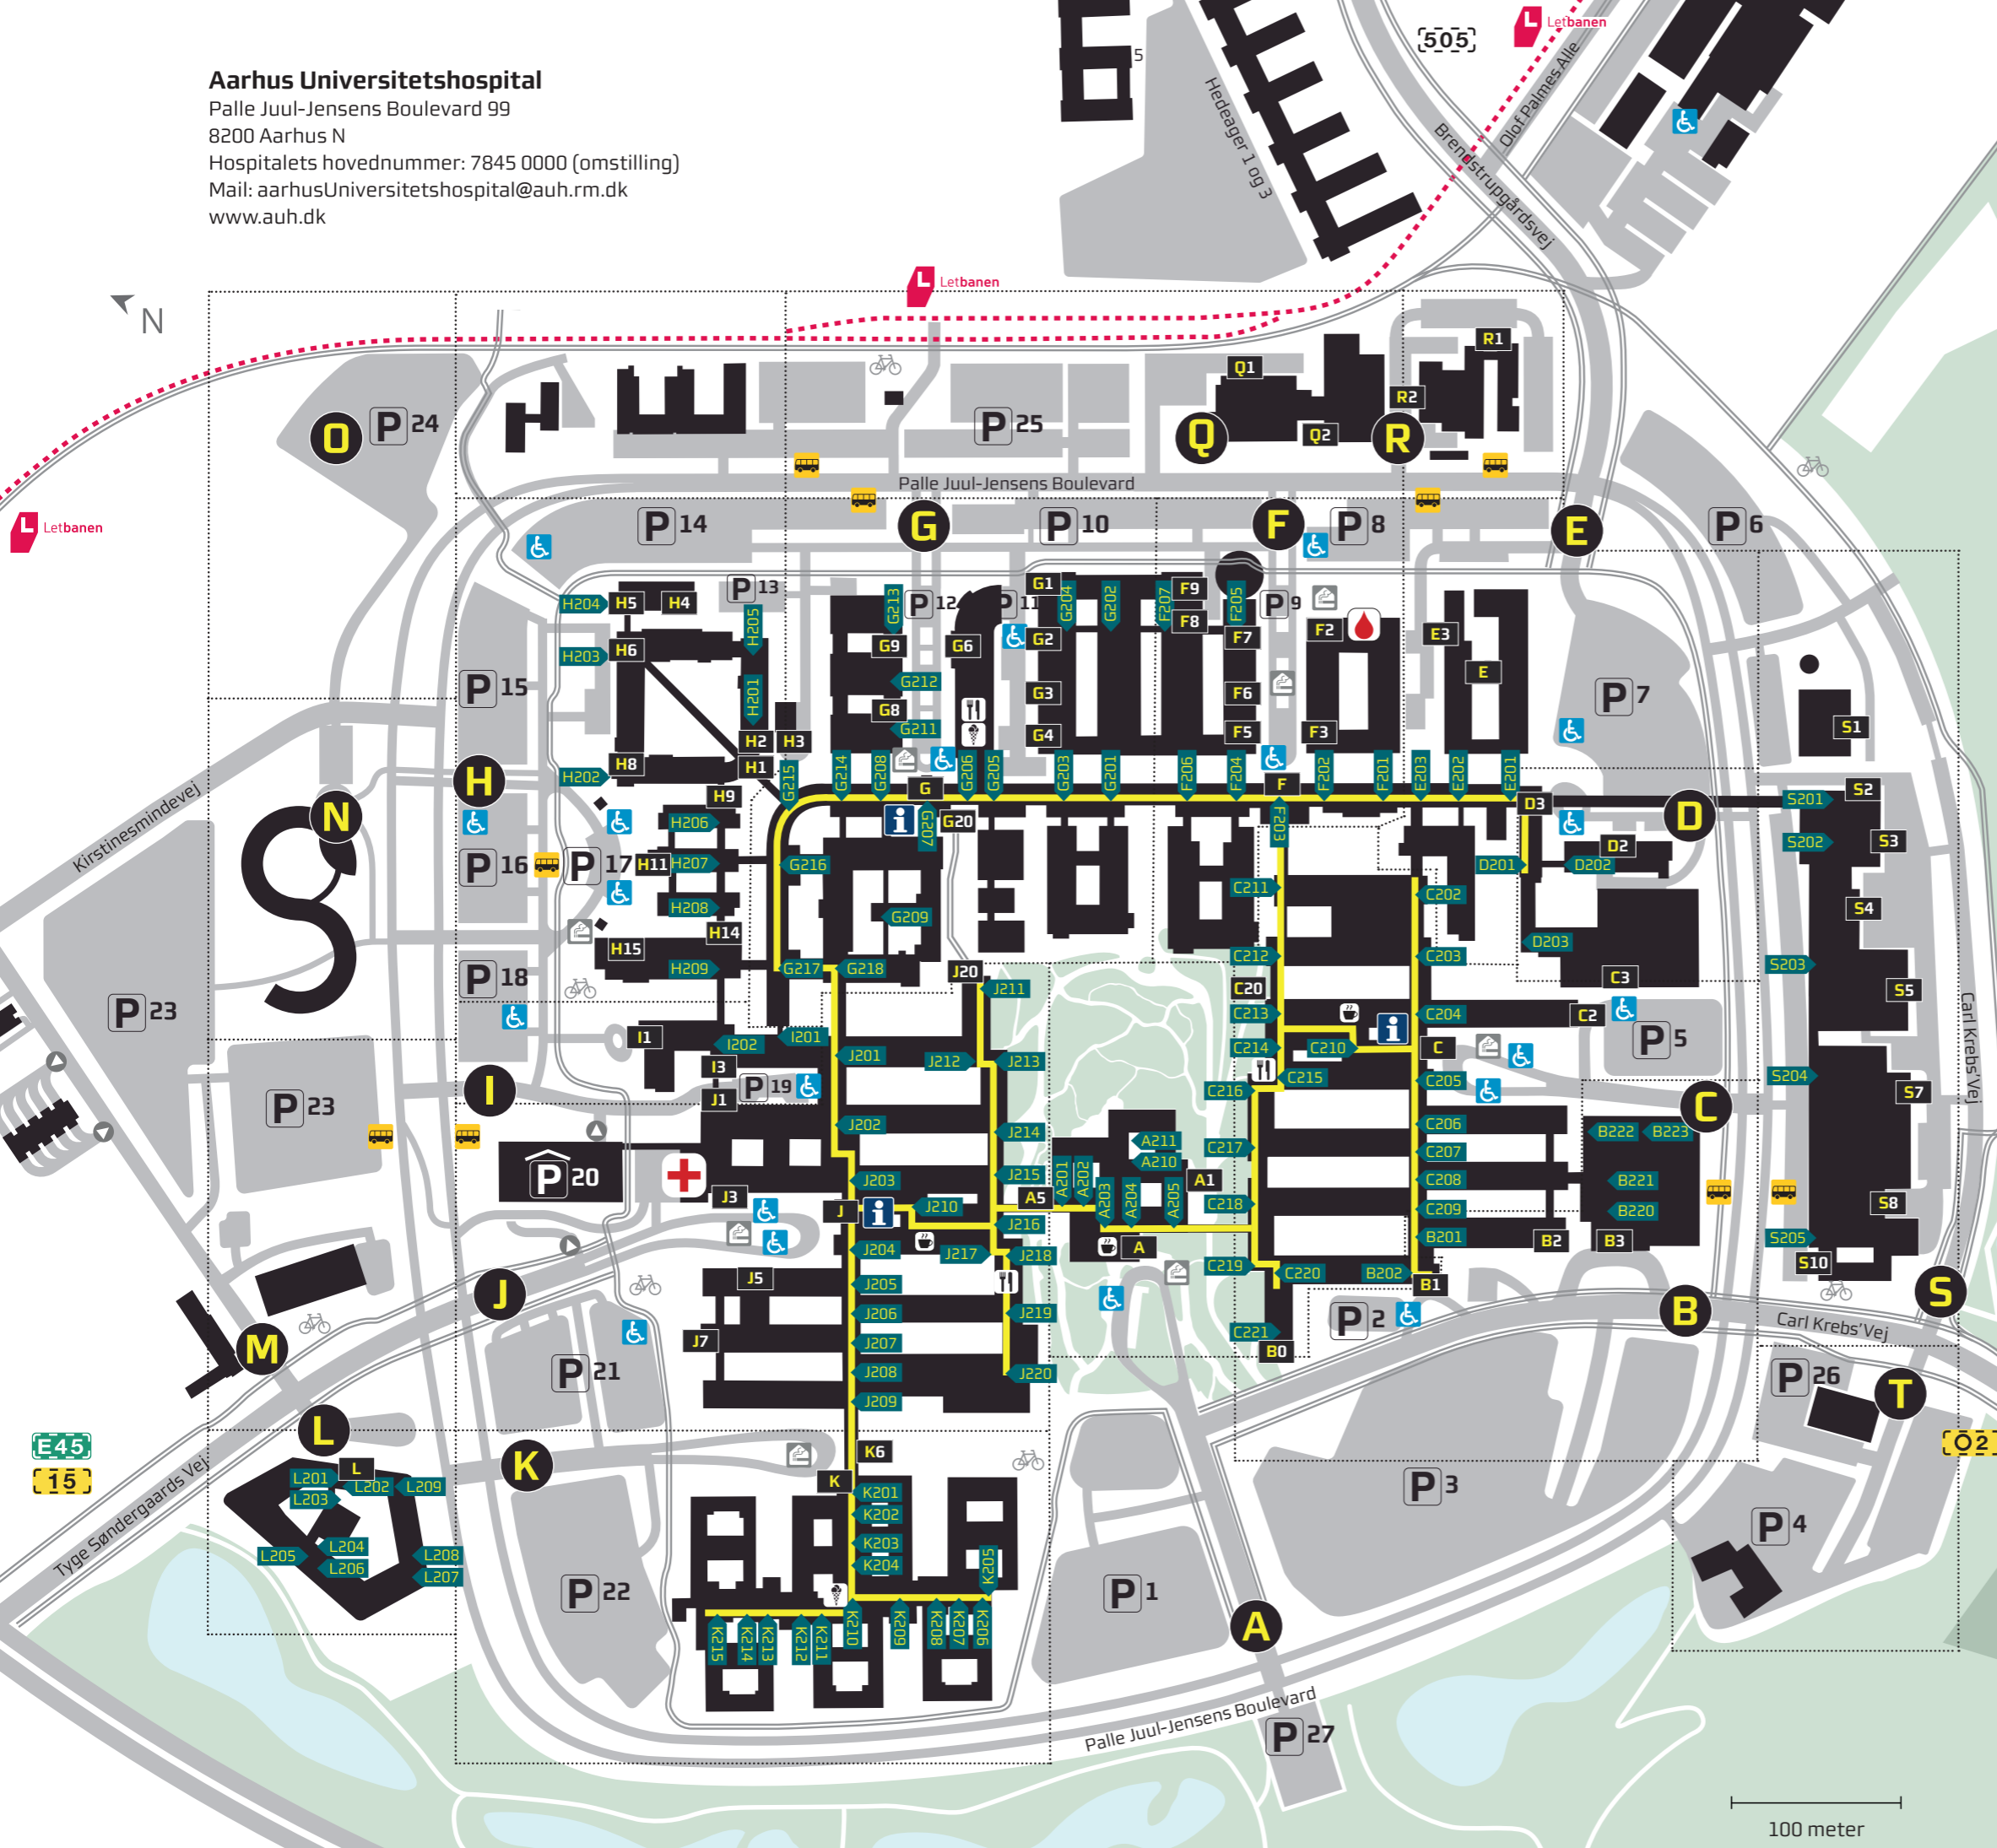 Aarhus Universitetshospital
Palle Juul-Jensens Boulevard 99
8200 Aarhus N
Hospitalets hovednummer: 7845 0000 (omstilling)
Mail: aarhusUniversitetshospital@auh.rm.dk
www.auh.dk
5
505
L Letbanen
Olof Palmes Alle
Hedeager 1 og 3
Brendstrupgårdsvej
N
L Letbanen
R1
Q1
R2
O
P 24
P 25
Q
Q2
R
Palle Juul-Jensens Boulevard
L Letbanen
P 14
G
P 10
F
P 8
E
P 6
P 13
G1
F9
H204
H5
H4
G213
P 12
P 11
G204
G202
F207
F205
P 9
H205
F8
F2
E3
H203
H6
G9
G6
G2
F7
E
P 15
H201
G212
G3
F6
P 7
G8
G211
G4
F5
F3
S1
H2
H3
H202
H8
H1
G215
G214
G208
G206
G205
G203
G201
F206
F204
F202
F201
E203
E202
E201
H
H9
G
F
D3
S201
S2
N
H206
i
G207
G20
F203
D
Kirstinesmindevej
P 16
P 17
H11
H207
G216
D201
D2
D202
S202
S3
C211
C202
H208
G209
S4
H14
H15
D203
P 18
H209
G217
G218
J20
C212
C203
C3
S203
J211
C20
S5
P 23
C213
i
C204
C2
I1
I202
I201
J201
J212
J213
C214
C210
C
P 5
Carl Krebs'Vej
I3
C215
C205
S204
I
J1
P 19
C216
S7
P 23
C
J202
J214
A211
C217
C206
B222
B223
A210
C207
P 20
J203
J215
A201
A202
A203
A204
A205
A1
C208
B221
J3
A5
C218
J
i
J210
J216
C209
B220
S8
J204
J217
J218
A
B201
B2
B3
S205
C219
C220
B202
S10
J5
J205
B1
J
S
J206
J219
B
P 2
Carl Krebs'Vej
M
J7
J207
C221
B0
P 21
J208
J220
P 26
T
J209
L
E45
O2
K
K6
15
L
L201
L202
L209
K
K201
P 3
L203
K202
P 4
Tyge Søndergaards Vej
L204
K203
L205
L208
K204
K205
L206
L207
P 22
P 1
A
K215
K214
K213
K212
K211
K210
K209
K208
K207
K206
Palle Juul-Jensens Boulevard
P 27
100 meter